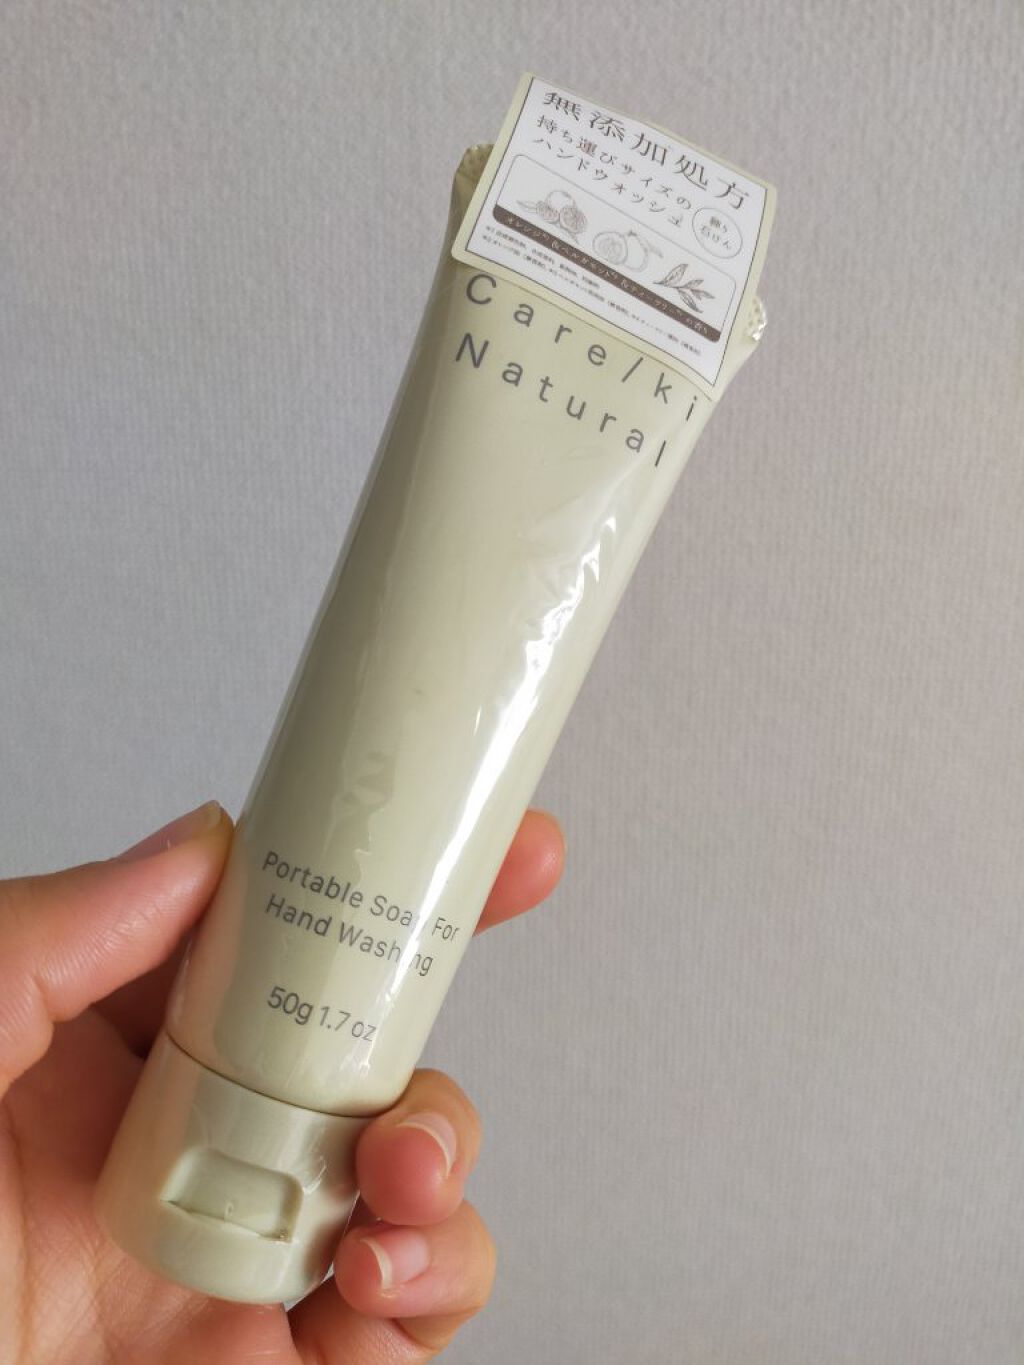 無添加処方
持ち運びサイズの
ハンドウォッシュ
練り
石けん
Care/ki
Natural
Portable Soap For
Hand Washing
50g 1.7 oz